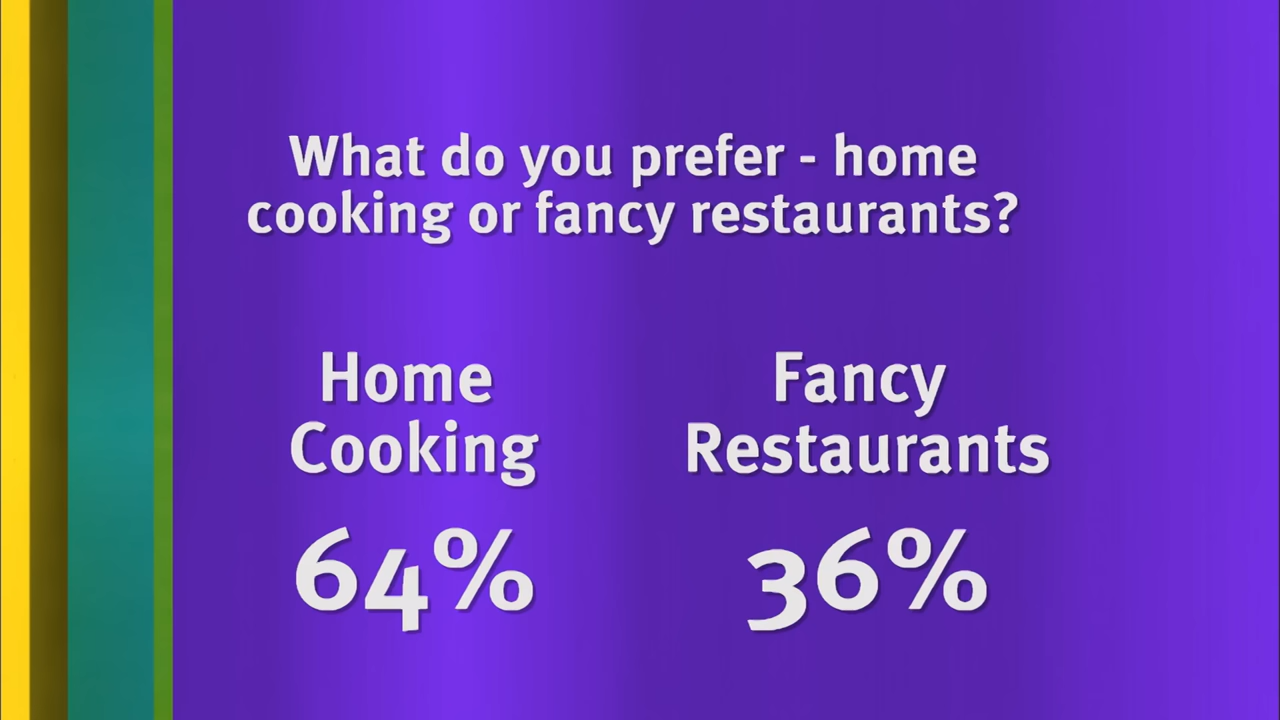 What do you prefer - home
cooking or fancy restaurants?
Home
Cooking
64%
Fancy
Restaurants
36%